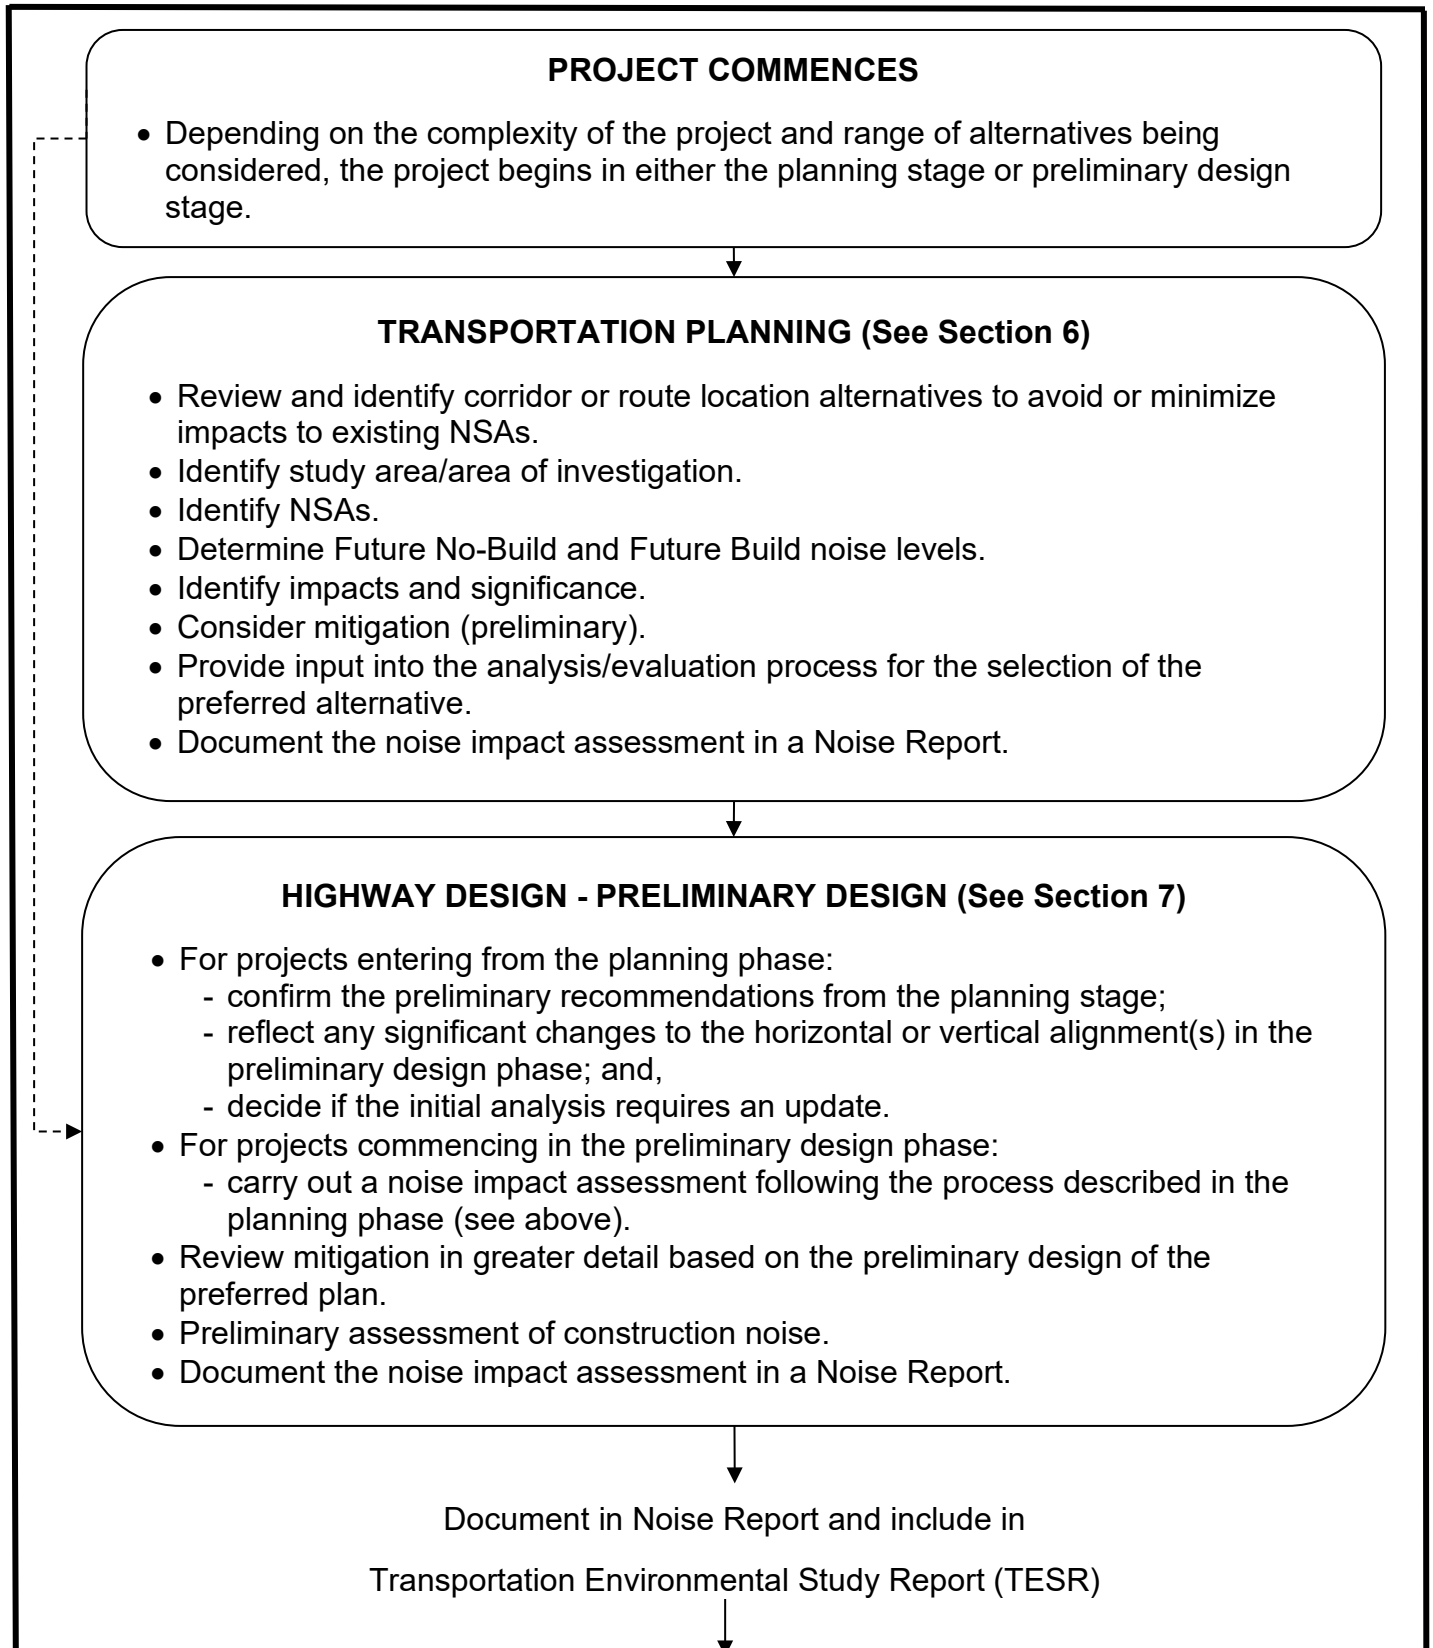 PROJECT COMMENCES
• Depending on the complexity of the project and range of alternatives being
considered, the project begins in either the planning stage or preliminary design
stage.
TRANSPORTATION PLANNING (See Section 6)
• Review and identify corridor or route location alternatives to avoid or minimize
impacts to existing NSAs.
• Identify study area/area of investigation.
• Identify NSAs.
• Determine Future No-Build and Future Build noise levels.
• Identify impacts and significance.
• Consider mitigation (preliminary).
• Provide input into the analysis/evaluation process for the selection of the
preferred alternative.
• Document the noise impact assessment in a Noise Report.
HIGHWAY DESIGN - PRELIMINARY DESIGN (See Section 7)
• For projects entering from the planning phase:
- confirm the preliminary recommendations from the planning stage;
- reflect any significant changes to the horizontal or vertical alignment(s) in the
preliminary design phase; and,
- decide if the initial analysis requires an update.
• For projects commencing in the preliminary design phase:
- carry out a noise impact assessment following the process described in the
planning phase (see above).
• Review mitigation in greater detail based on the preliminary design of the
preferred plan.
• Preliminary assessment of construction noise.
• Document the noise impact assessment in a Noise Report.
Document in Noise Report and include in
Transportation Environmental Study Report (TESR)